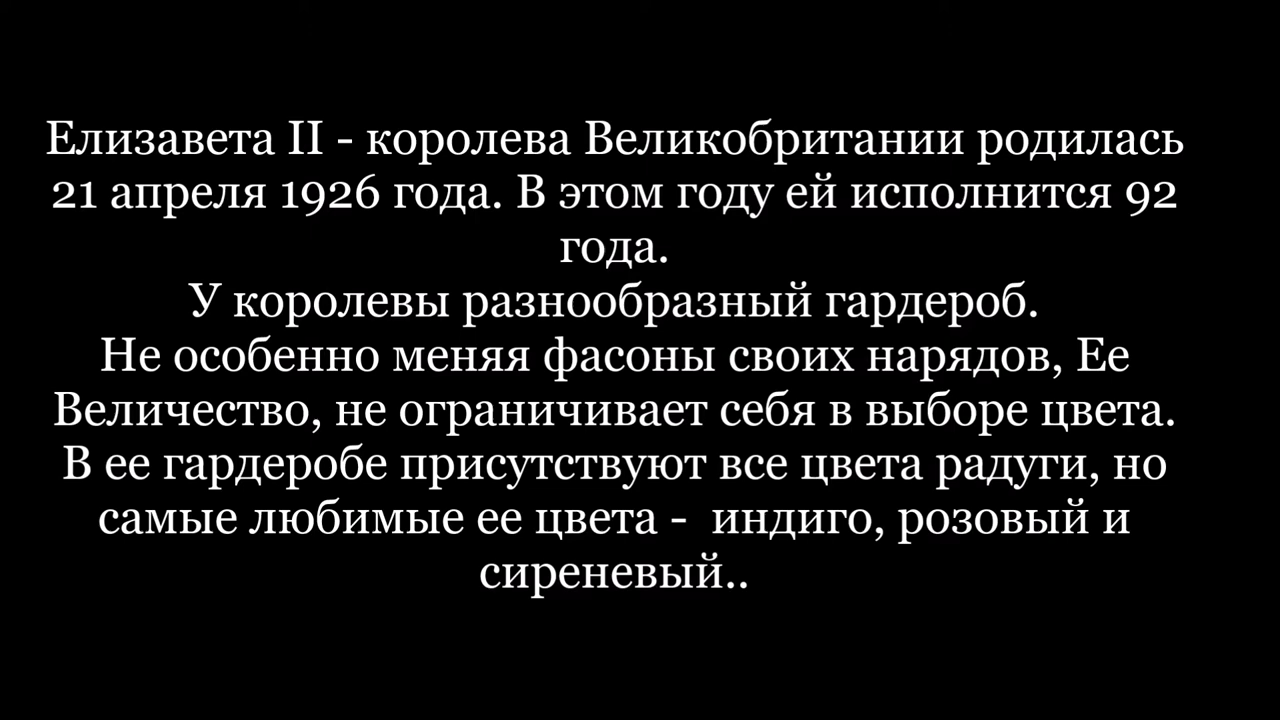 Елизавета II - королева Великобритании родилась
21 апреля 1926 года. В этом году ей исполнится 92
года.
У королевы разнообразный гардероб.
Не особенно меняя фасоны своих нарядов, Ее
Величество, не ограничивает себя в выборе цвета.
В ее гардеробе присутствуют все цвета радуги, но
самые любимые ее цвета -  индиго, розовый и
сиреневый..